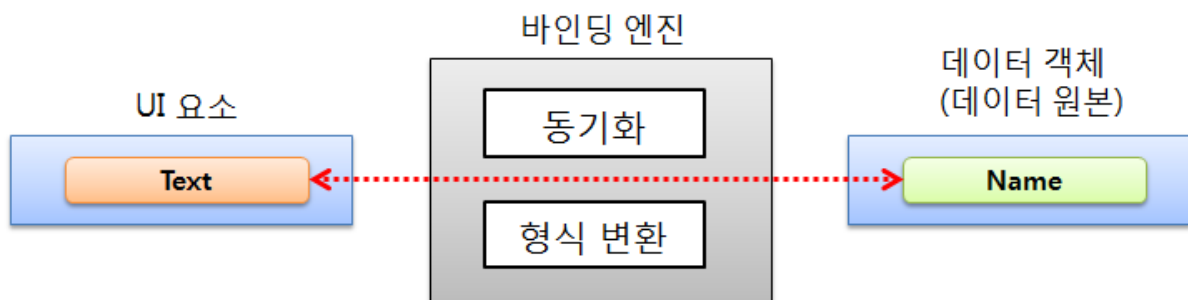 바인딩 엔진
UI 요소
데이터 객체
(데이터 원본)
동기화
Text
Name
형식 변환